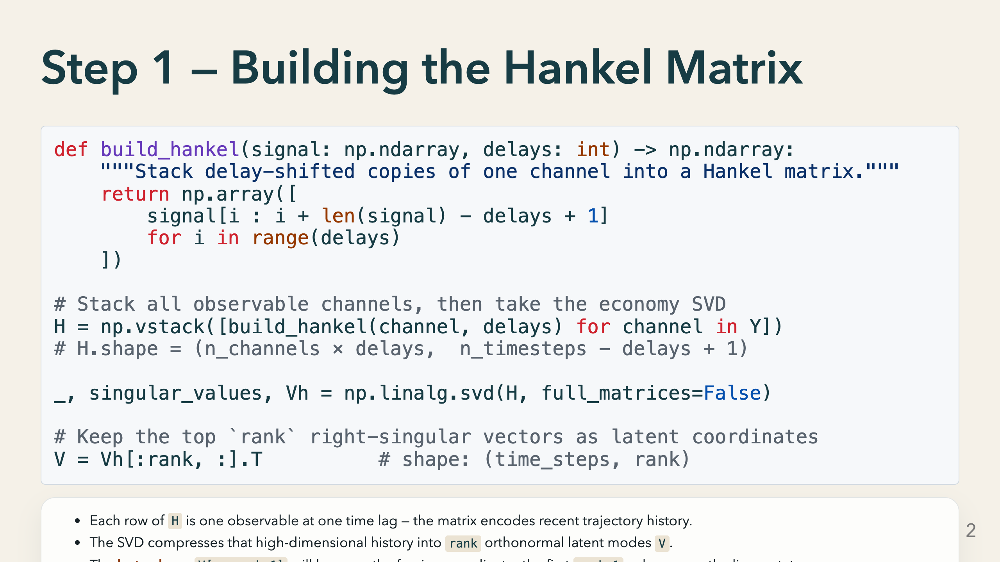 Step 1 – Building the Hankel Matrix
def build_hankel(signal: np.ndarray, delays: int) -> np.ndarray:
    """Stack delay-shifted copies of one channel into a Hankel matrix."""
    return np.array([
        signal[i : i + len(signal) - delays + 1]
        for i in range(delays)
    ])
# Stack all observable channels, then take the economy SVD
H = np.vstack([build_hankel(channel, delays) for channel in Y])
# H.shape = (n_channels × delays,  n_timesteps - delays + 1)
_, singular_values, Vh = np.linalg.svd(H, full_matrices=False)
# Keep the top `rank` right-singular vectors as latent coordinates
V = Vh[:rank, :].T          # shape: (time_steps, rank)
• Each row of H is one observable at one time lag – the matrix encodes recent trajectory history.
• The SVD compresses that high-dimensional history into rank orthonormal latent modes V.
2